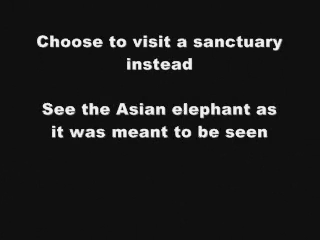 Choose to visit a sanctuary
instead
See the Asian elephant as
it was meant to be seen